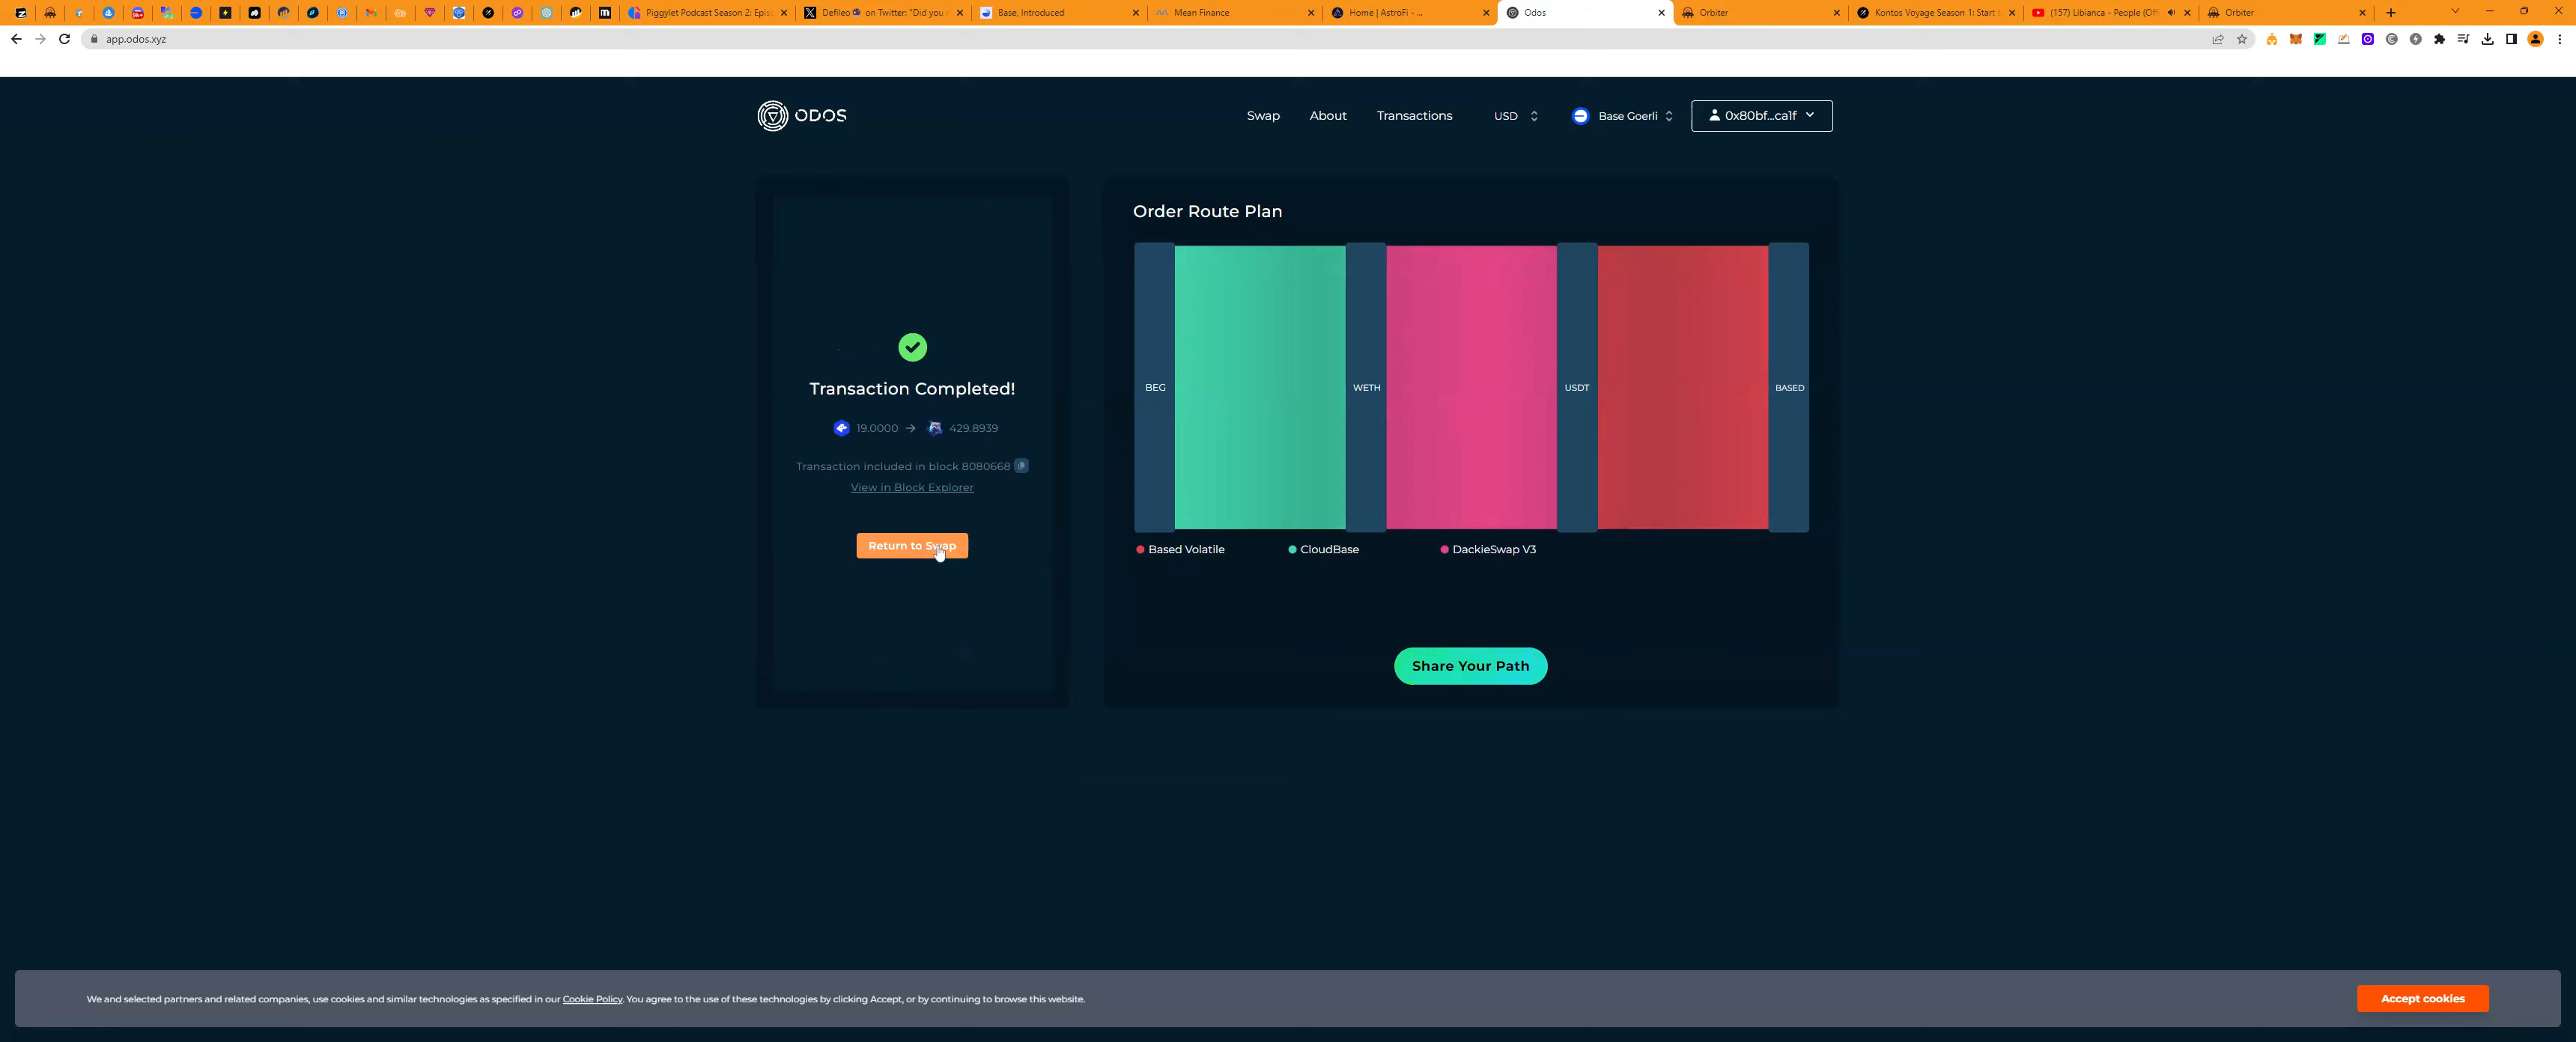 Piggylet Podcast Season 2: Epis
Defileo on Twitter: "Did you
Base, Introduced
Mean Finance
Home | AstroFi - ...
Odos
Orbiter
Kontos Voyage Season 1: Start
(157) Libianca - People (Off
Orbiter
app.odos.xyz
ODOS
Swap
About
Transactions
USD
Base Goerli
0x80bf...ca1f
Transaction Completed!
19.0000 → 429.8939
Transaction included in block 8080668
View in Block Explorer
Return to Swap
Order Route Plan
BEG
WETH
USDT
BASED
Based Volatile
CloudBase
DackieSwap V3
Share Your Path
We and selected partners and related companies, use cookies and similar technologies as specified in our Cookie Policy. You agree to the use of these technologies by clicking Accept, or by continuing to browse this website.
Accept cookies